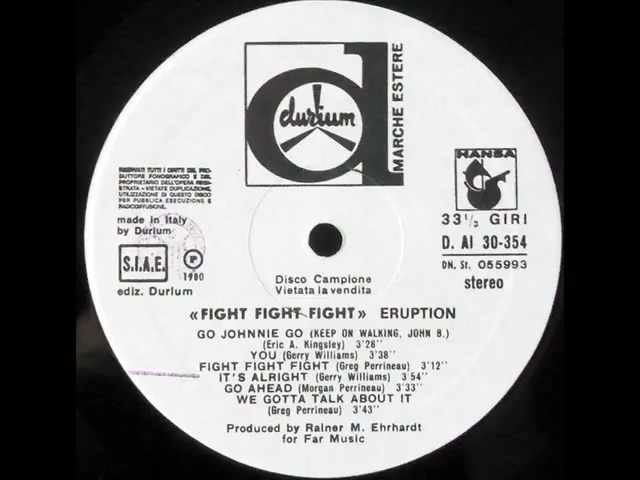 durium
MARCHE ESTERE
RISERVATI TUTTI I DIRITTI DEL PRO-
DUTTORE FONOGRAFICO E DEL
PROPRIETARIO DELL'OPERA REGI-
STRATA - VIETATE DUPLICAZIONE,
UTILIZZAZIONE DI QUESTO DISCO
PER PUBBLICA ESECUZIONE E
RADIODIFFUSIONE.
made in Italy
by Durium
S.I.A.E.
P
1980
ediz. Durium
HANSA
33 1/3 GIRI
D. AI 30-354
DN. St. 055993
stereo
Disco Campione
Vietata la vendita
«FIGHT FIGHT FIGHT» ERUPTION
GO JOHNNIE GO (KEEP ON WALKING, JOHN B.)
(Eric A. Kingsley) 3'28"
YOU (Gerry Williams) 3'38"
FIGHT FIGHT FIGHT (Greg Perrineau) 3'12"
IT'S ALRIGHT (Gerry Williams) 3'54"
GO AHEAD (Morgan Perrineau) 3'33"
WE GOTTA TALK ABOUT IT
(Greg Perrineau) 3'43"
Produced by Rainer M. Ehrhardt
for Far Music